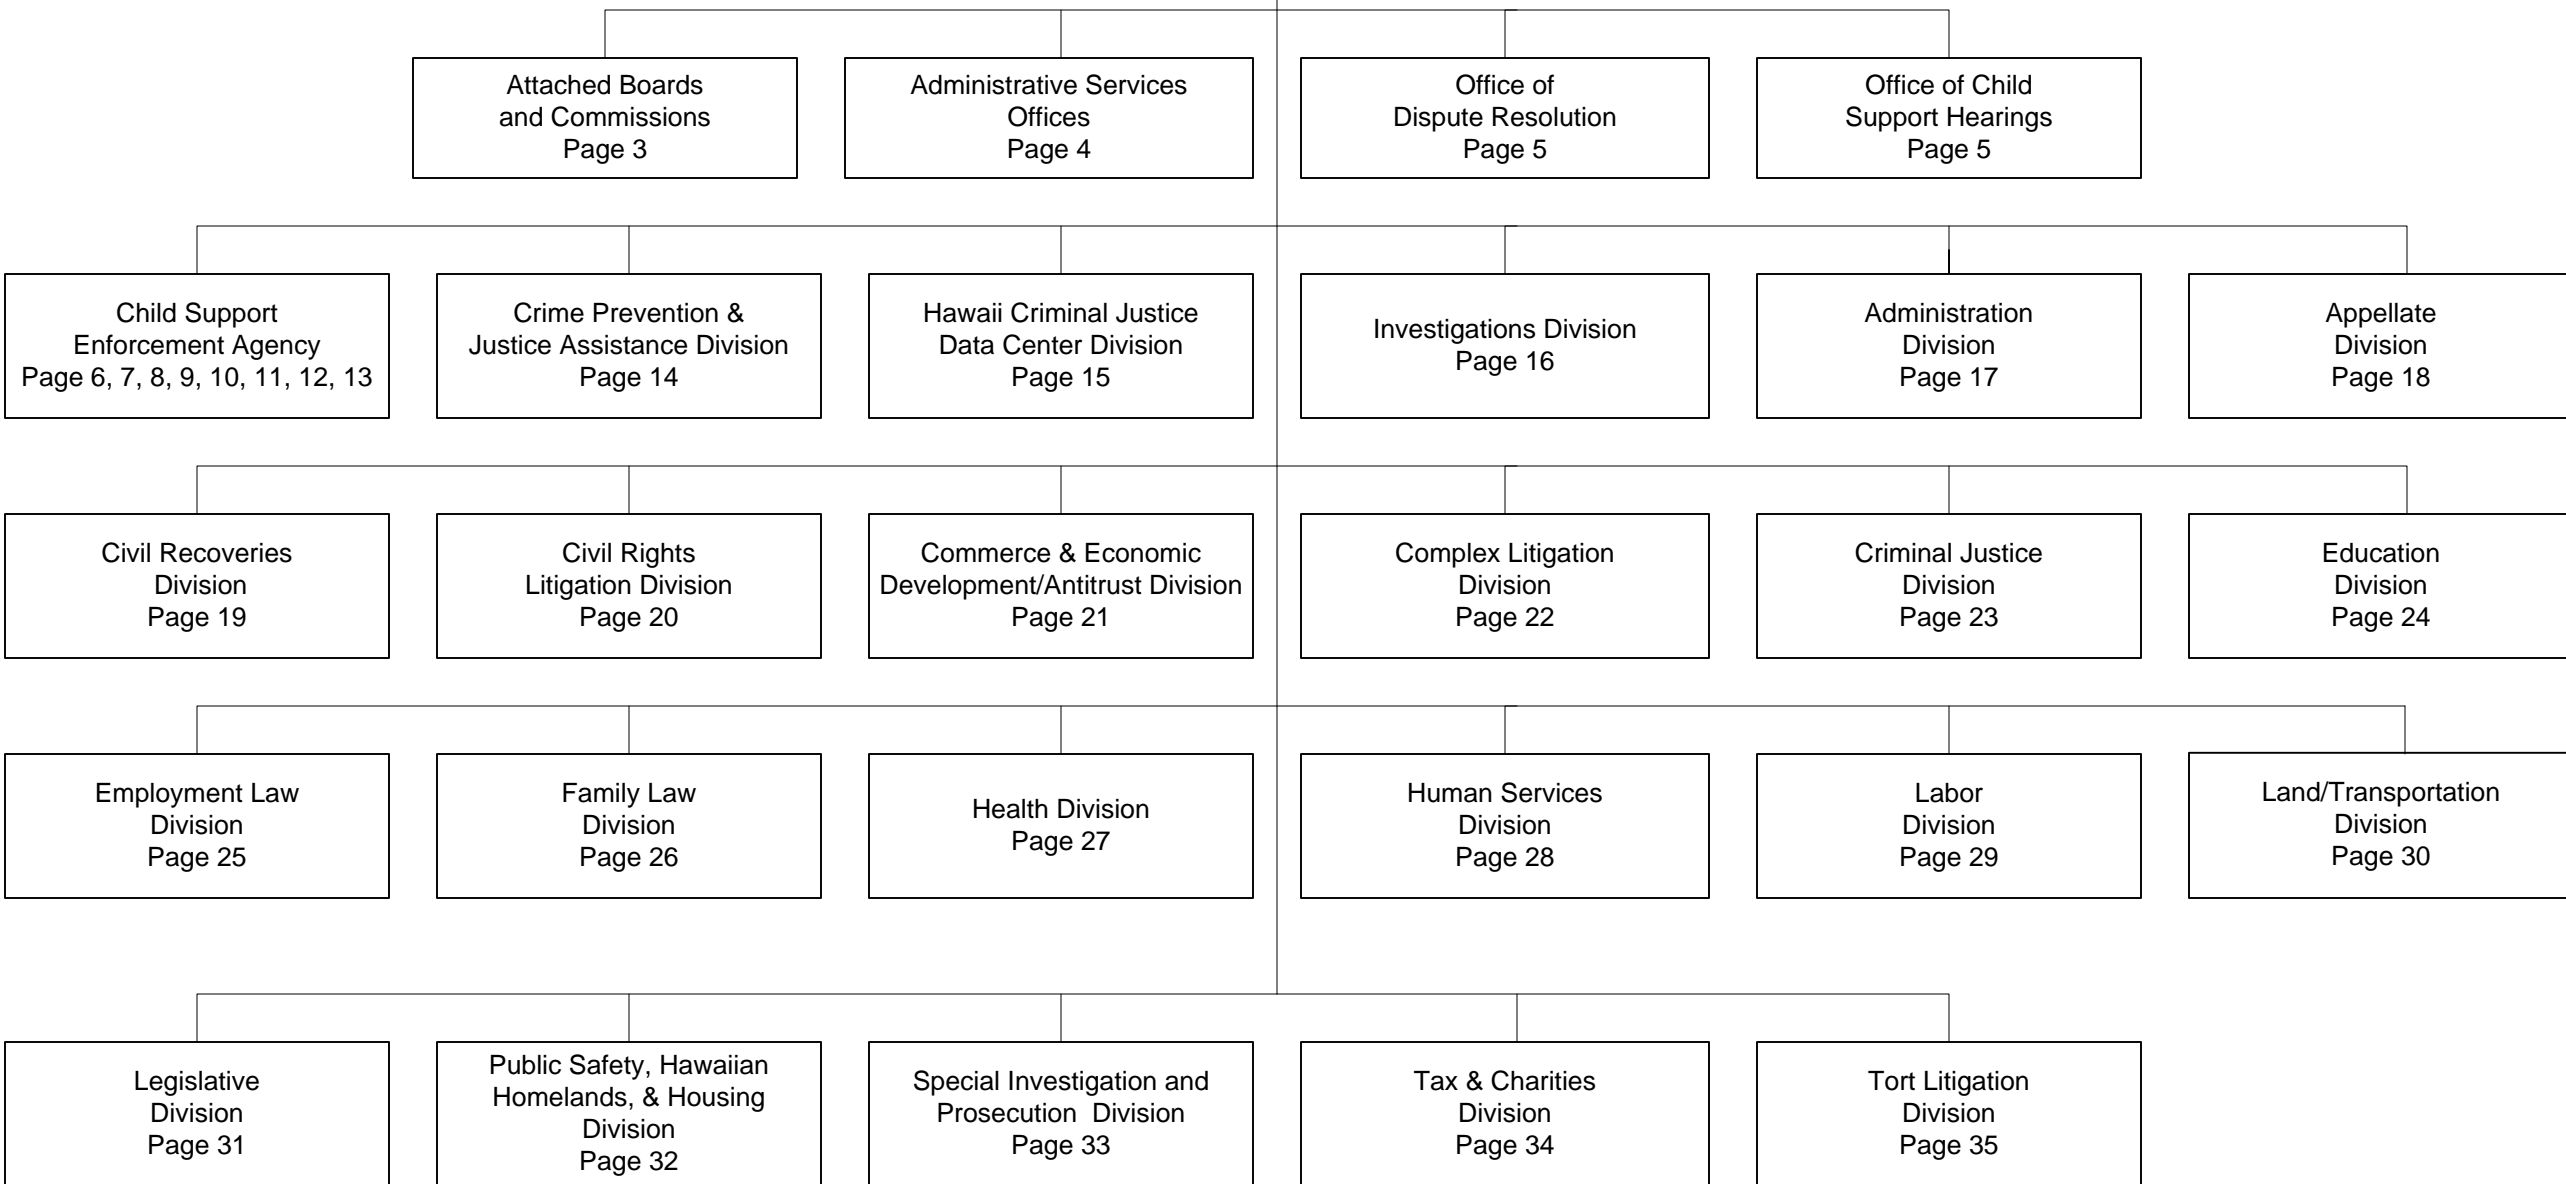 Attached Boards
and Commissions
Page 3
Administrative Services
Offices
Page 4
Office of
Dispute Resolution
Page 5
Office of Child
Support Hearings
Page 5
Child Support
Enforcement Agency
Page 6, 7, 8, 9, 10, 11, 12, 13
Crime Prevention &
Justice Assistance Division
Page 14
Hawaii Criminal Justice
Data Center Division
Page 15
Investigations Division
Page 16
Administration
Division
Page 17
Appellate
Division
Page 18
Civil Recoveries
Division
Page 19
Civil Rights
Litigation Division
Page 20
Commerce & Economic
Development/Antitrust Division
Page 21
Complex Litigation
Division
Page 22
Criminal Justice
Division
Page 23
Education
Division
Page 24
Employment Law
Division
Page 25
Family Law
Division
Page 26
Health Division
Page 27
Human Services
Division
Page 28
Labor
Division
Page 29
Land/Transportation
Division
Page 30
Legislative
Division
Page 31
Public Safety, Hawaiian
Homelands, & Housing
Division
Page 32
Special Investigation and
Prosecution Division
Page 33
Tax & Charities
Division
Page 34
Tort Litigation
Division
Page 35